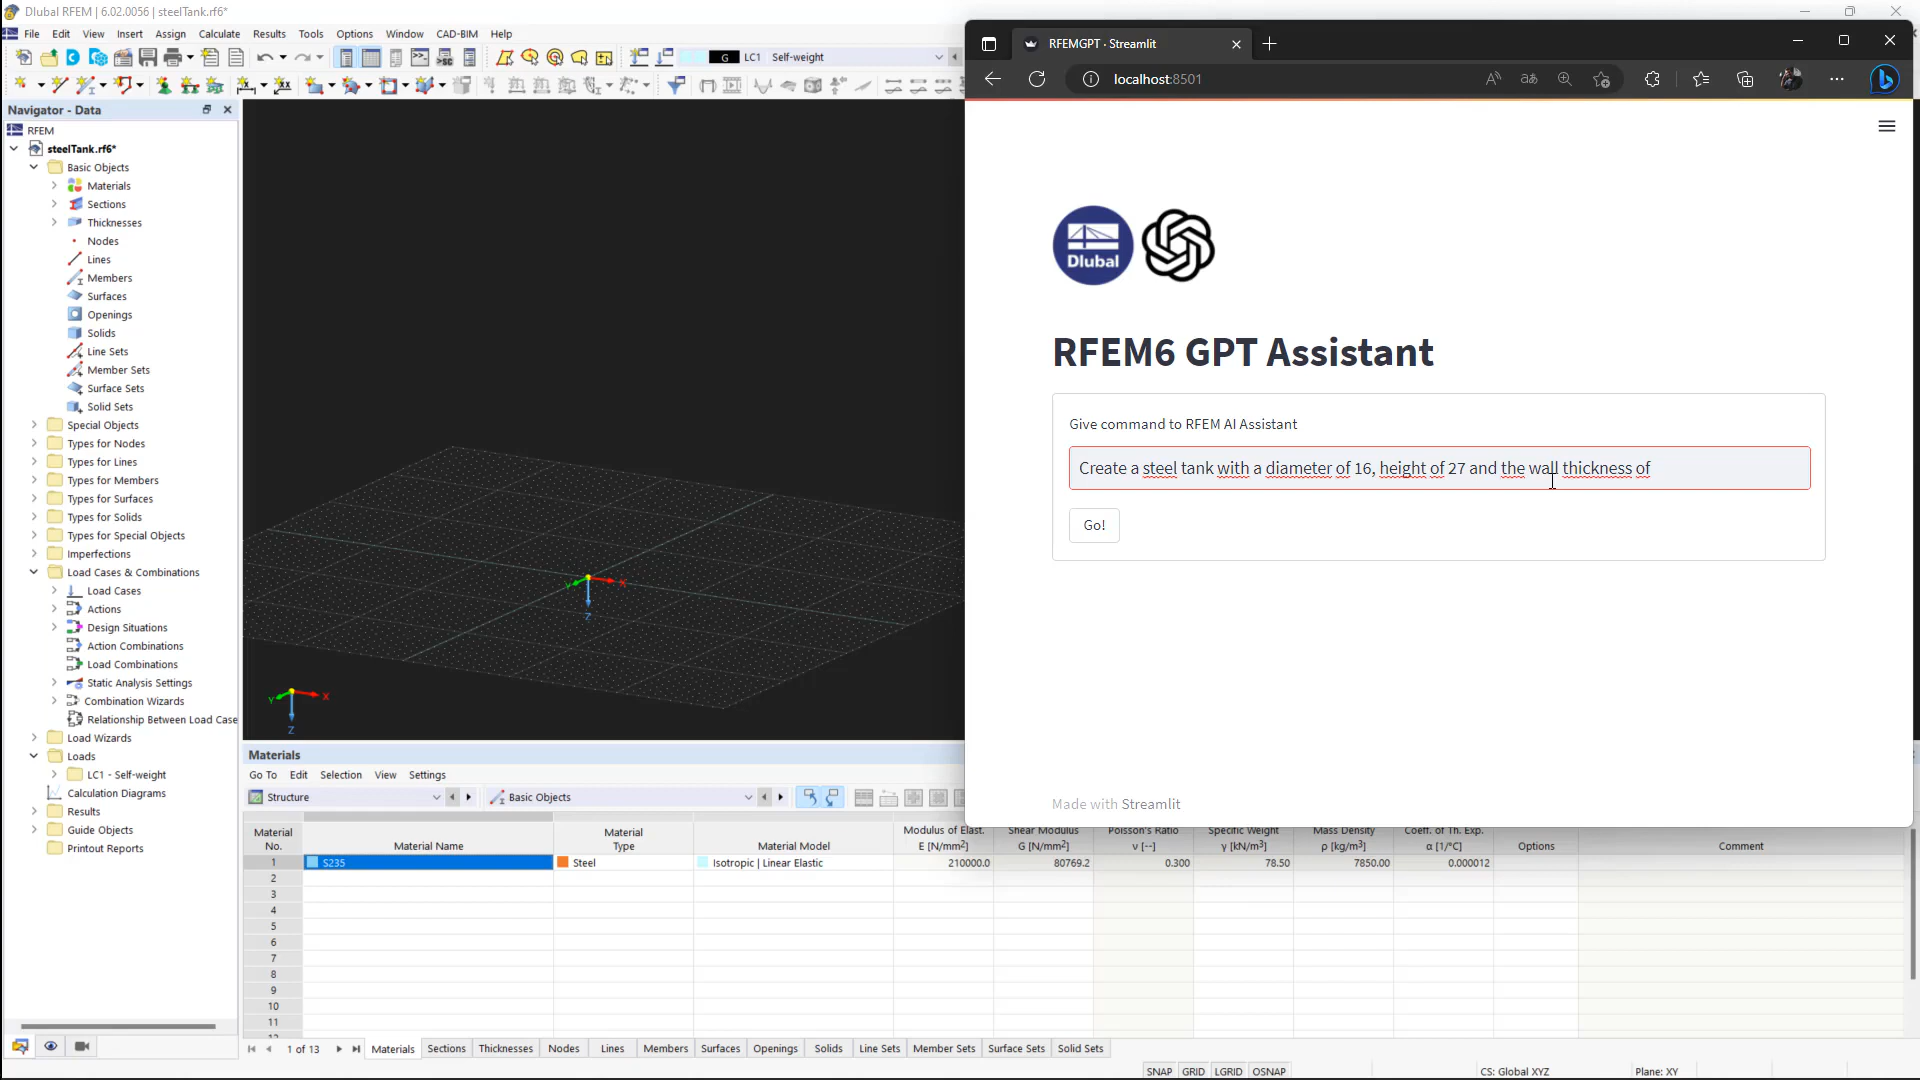 Dlubal RFEM | 6.02.0056 | steelTank.rf6*
File Edit View Insert Assign Calculate Results Tools Options Window CAD-BIM Help
G LC1 Self-weight
Navigator - Data
RFEM
steelTank.rf6*
Basic Objects
Materials
Sections
Thicknesses
Nodes
Lines
Members
Surfaces
Openings
Solids
Line Sets
Member Sets
Surface Sets
Solid Sets
Special Objects
Types for Nodes
Types for Lines
Types for Members
Types for Surfaces
Types for Solids
Types for Special Objects
Imperfections
Load Cases & Combinations
Load Cases
Actions
Design Situations
Action Combinations
Load Combinations
Static Analysis Settings
Combination Wizards
Relationship Between Load Case
Load Wizards
Loads
LC1 - Self-weight
Calculation Diagrams
Results
Guide Objects
Printout Reports
Y X
Z
Y X
Z
RFEMGPT · Streamlit
localhost:8501
Dlubal
RFEM6 GPT Assistant
Give command to RFEM AI Assistant
Create a steel tank with a diameter of 16, height of 27 and the wall thickness of
Go!
Made with Streamlit
Materials
Go To Edit Selection View Settings
Structure Basic Objects
Material Material Modulus of Elast. Shear Modulus Poisson's Ratio Specific Weight Mass Density Coeff. of Th. Exp.
No. Material Name Type Material Model E [N/mm²] G [N/mm²] ν [--] γ [kN/m³] ρ [kg/m³] α [1/°C] Options Comment
1 S235 Steel Isotropic | Linear Elastic 210000.0 80769.2 0.300 78.50 7850.00 0.000012
2
3
4
5
6
7
8
9
10
11
12
1 of 13 Materials Sections Thicknesses Nodes Lines Members Surfaces Openings Solids Line Sets Member Sets Surface Sets Solid Sets
SNAP GRID LGRID OSNAP CS: Global XYZ Plane: XY